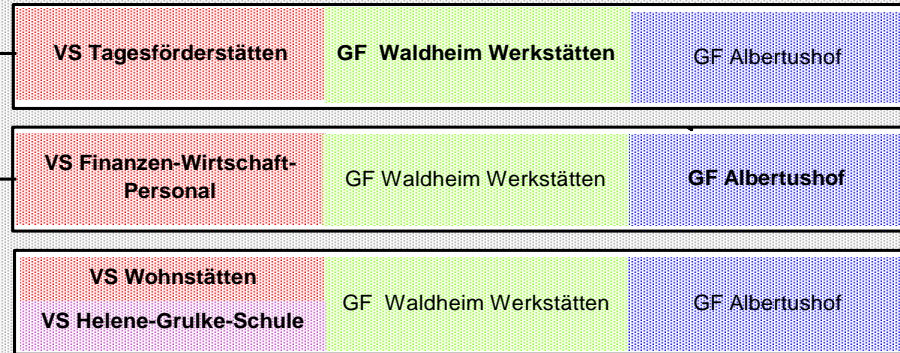 VS Tagesförderstätten
GF Waldheim Werkstätten
GF Albertushof
VS Finanzen-Wirtschaft-
Personal
GF Waldheim Werkstätten
GF Albertushof
VS Wohnstätten
VS Helene-Grulke-Schule
GF Waldheim Werkstätten
GF Albertushof